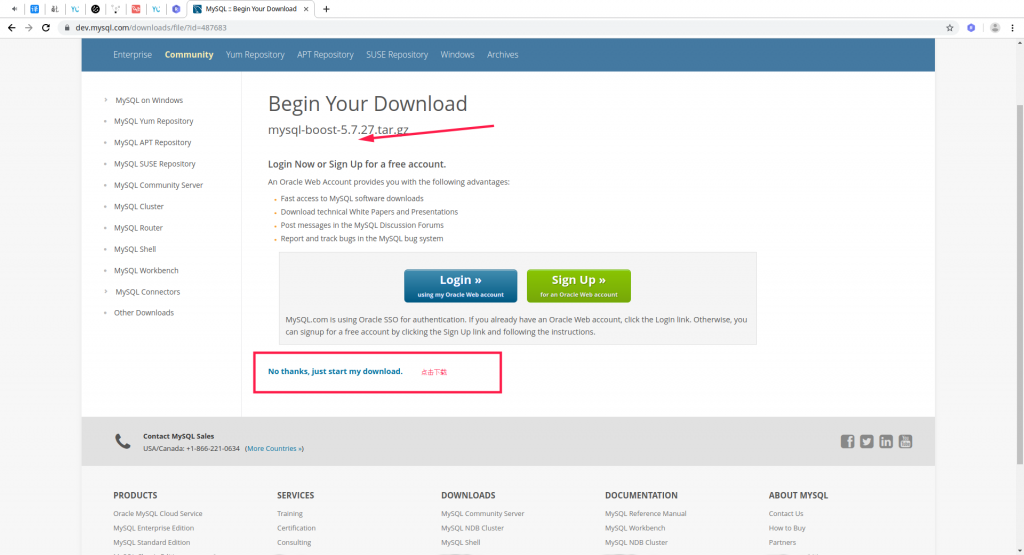 MySQL :: Begin Your Download
dev.mysql.com/downloads/file/?id=487683
Enterprise Community Yum Repository APT Repository SUSE Repository Windows Archives
MySQL on Windows
MySQL Yum Repository
MySQL APT Repository
MySQL SUSE Repository
MySQL Community Server
MySQL Cluster
MySQL Router
MySQL Shell
MySQL Workbench
MySQL Connectors
Other Downloads
Begin Your Download
mysql-boost-5.7.27.tar.gz
Login Now or Sign Up for a free account.
An Oracle Web Account provides you with the following advantages:
Fast access to MySQL software downloads
Download technical White Papers and Presentations
Post messages in the MySQL Discussion Forums
Report and track bugs in the MySQL bug system
Login »
using my Oracle Web account
Sign Up »
for an Oracle Web account
MySQL.com is using Oracle SSO for authentication. If you already have an Oracle Web account, click the Login link. Otherwise, you
can signup for a free account by clicking the Sign Up link and following the instructions.
No thanks, just start my download. 点击下载
Contact MySQL Sales
USA/Canada: +1-866-221-0634 (More Countries »)
PRODUCTS
Oracle MySQL Cloud Service
MySQL Enterprise Edition
MySQL Standard Edition
SERVICES
Training
Certification
Consulting
DOWNLOADS
MySQL Community Server
MySQL NDB Cluster
MySQL Shell
DOCUMENTATION
MySQL Reference Manual
MySQL Workbench
MySQL NDB Cluster
ABOUT MYSQL
Contact Us
How to Buy
Partners